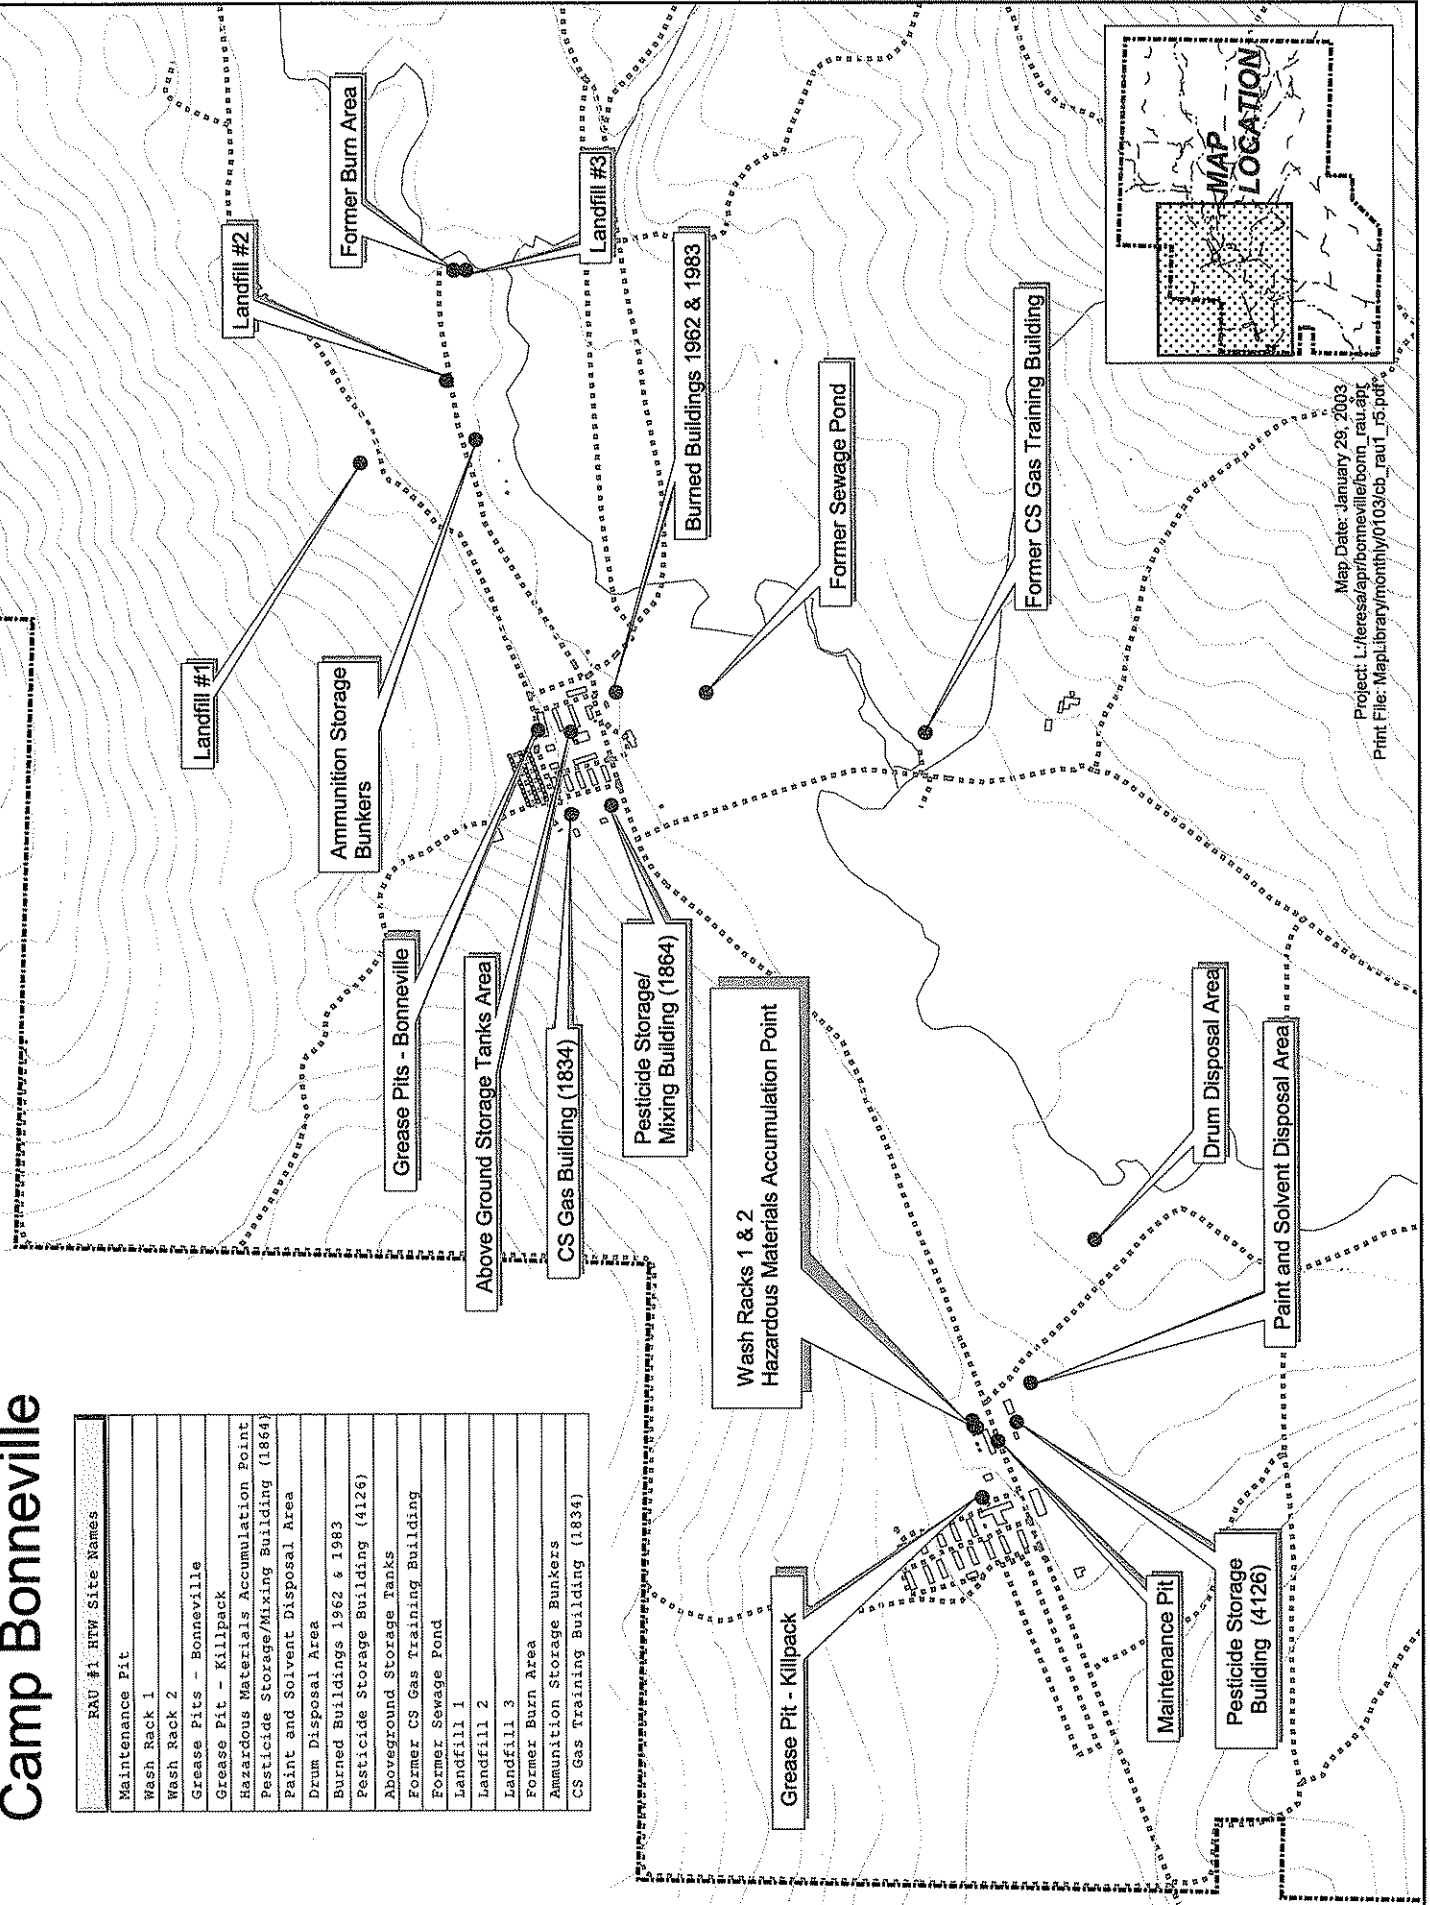 Camp Bonneville
RAU #1 HTW Site Names
Maintenance Pit
Wash Rack 1
Wash Rack 2
Grease Pits - Bonneville
Grease Pit - Killpack
Hazardous Materials Accumulation Point
Pesticide Storage/Mixing Building (1864)
Paint and Solvent Disposal Area
Drum Disposal Area
Burned Buildings 1962 & 1983
Pesticide Storage Building (4126)
Aboveground Storage Tanks
Former CS Gas Training Building
Former Sewage Pond
Landfill 1
Landfill 2
Landfill 3
Former Burn Area
Ammunition Storage Bunkers
CS Gas Training Building (1834)
Landfill #1
Landfill #2
Former Burn Area
Ammunition Storage
Bunkers
Landfill #3
Grease Pits - Bonneville
Above Ground Storage Tanks Area
CS Gas Building (1834)
Pesticide Storage/
Mixing Building (1864)
Burned Buildings 1962 & 1983
Wash Racks 1 & 2
Hazardous Materials Accumulation Point
Former Sewage Pond
Former CS Gas Training Building
Grease Pit - Killpack
Maintenance Pit
Pesticide Storage
Building (4126)
Drum Disposal Area
Paint and Solvent Disposal Area
MAP
LOCATION
Map Date: January 29, 2003
Project: L:/teresa/apr/bonneville/bonn_rau.apr
Print File: MapLibrary/monthly/0103/cb_rau1_r5.pdf